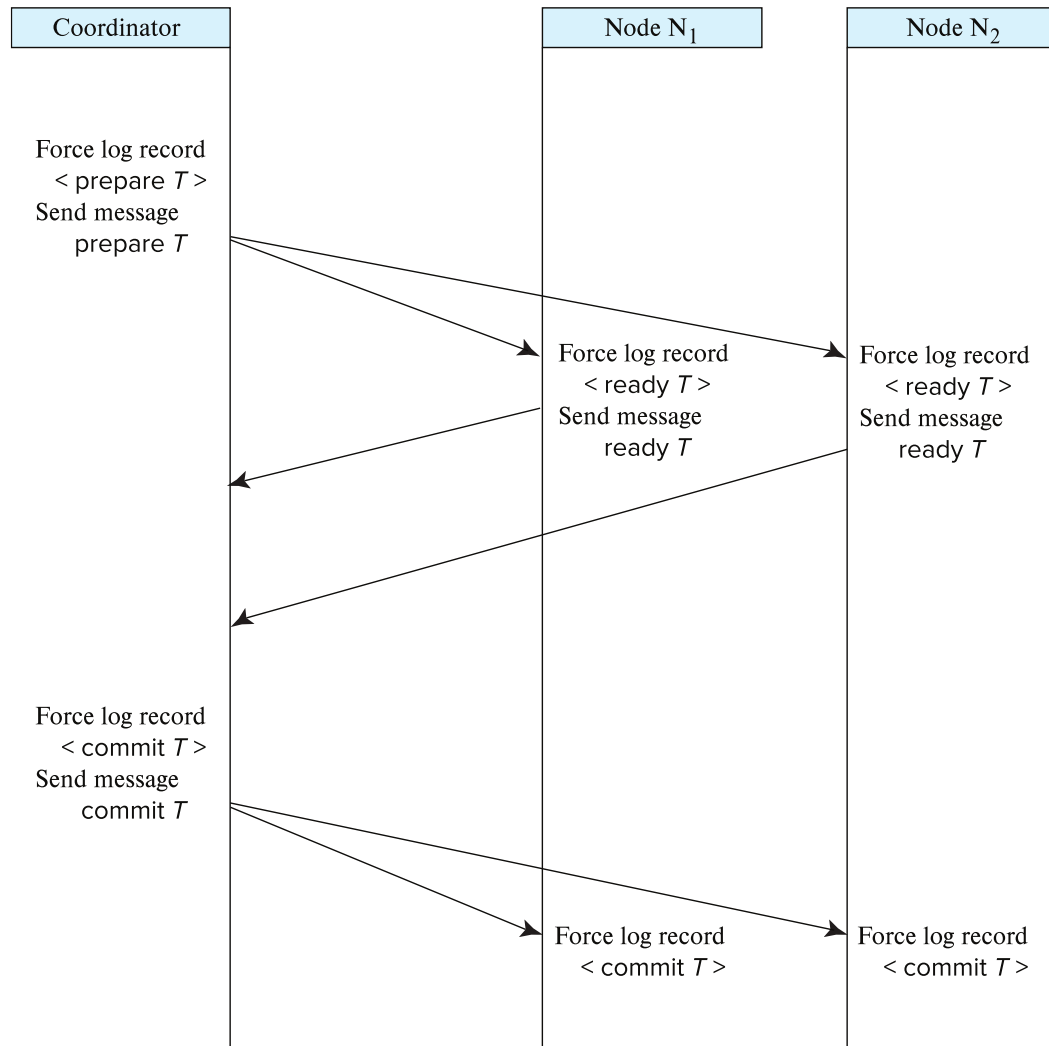 Coordinator
Node N₁
Node N₂
Force log record
< prepare T >
Send message
prepare T
Force log record
< ready T >
Send message
ready T
Force log record
< ready T >
Send message
ready T
Force log record
< commit T >
Send message
commit T
Force log record
< commit T >
Force log record
< commit T >